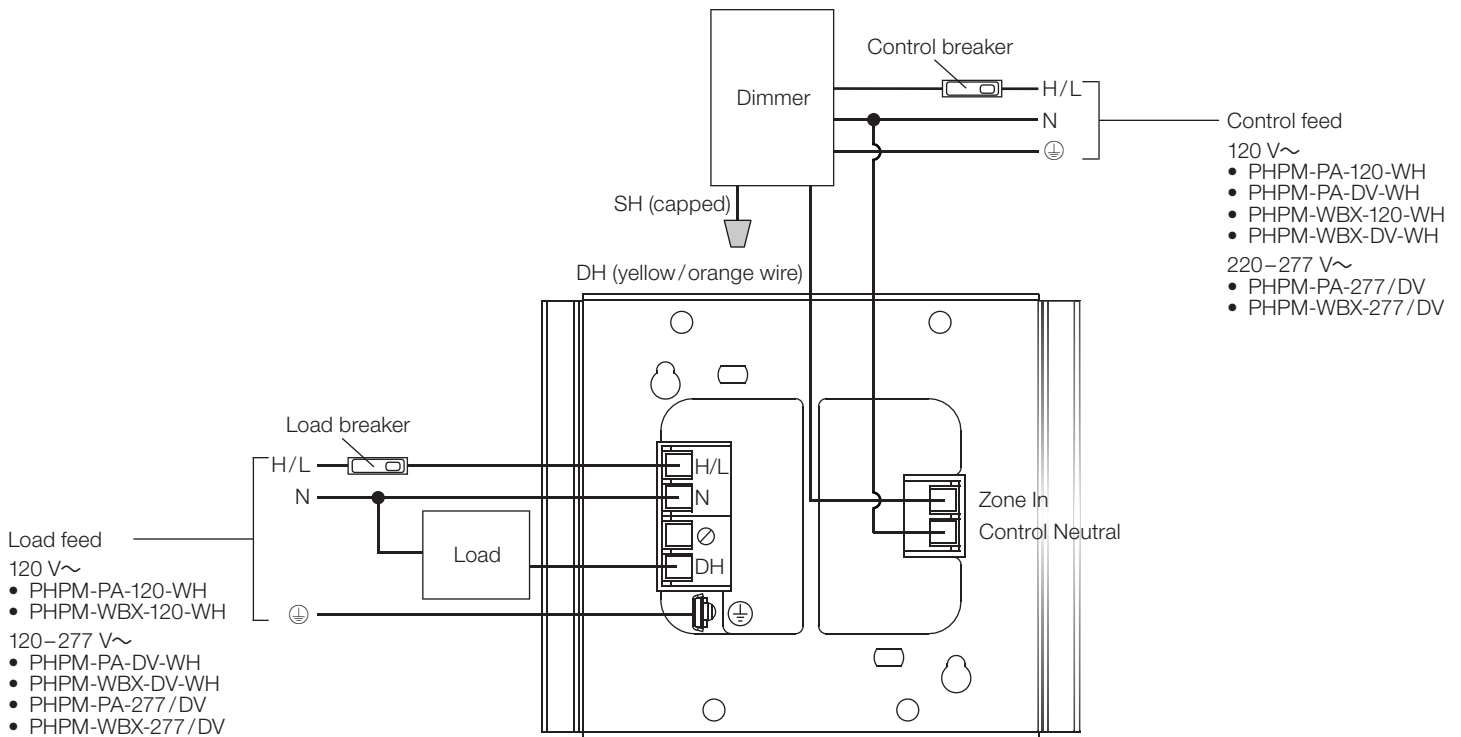 Control breaker
Dimmer
H/L
N
Control feed
120 V~
• PHPM-PA-120-WH
• PHPM-PA-DV-WH
• PHPM-WBX-120-WH
• PHPM-WBX-DV-WH
220–277 V~
• PHPM-PA-277/DV
• PHPM-WBX-277/DV
SH (capped)
DH (yellow/orange wire)
Load breaker
H/L
N
H/L
N
DH
Load
Zone In
Control Neutral
Load feed
120 V~
• PHPM-PA-120-WH
• PHPM-WBX-120-WH
120–277 V~
• PHPM-PA-DV-WH
• PHPM-WBX-DV-WH
• PHPM-PA-277/DV
• PHPM-WBX-277/DV